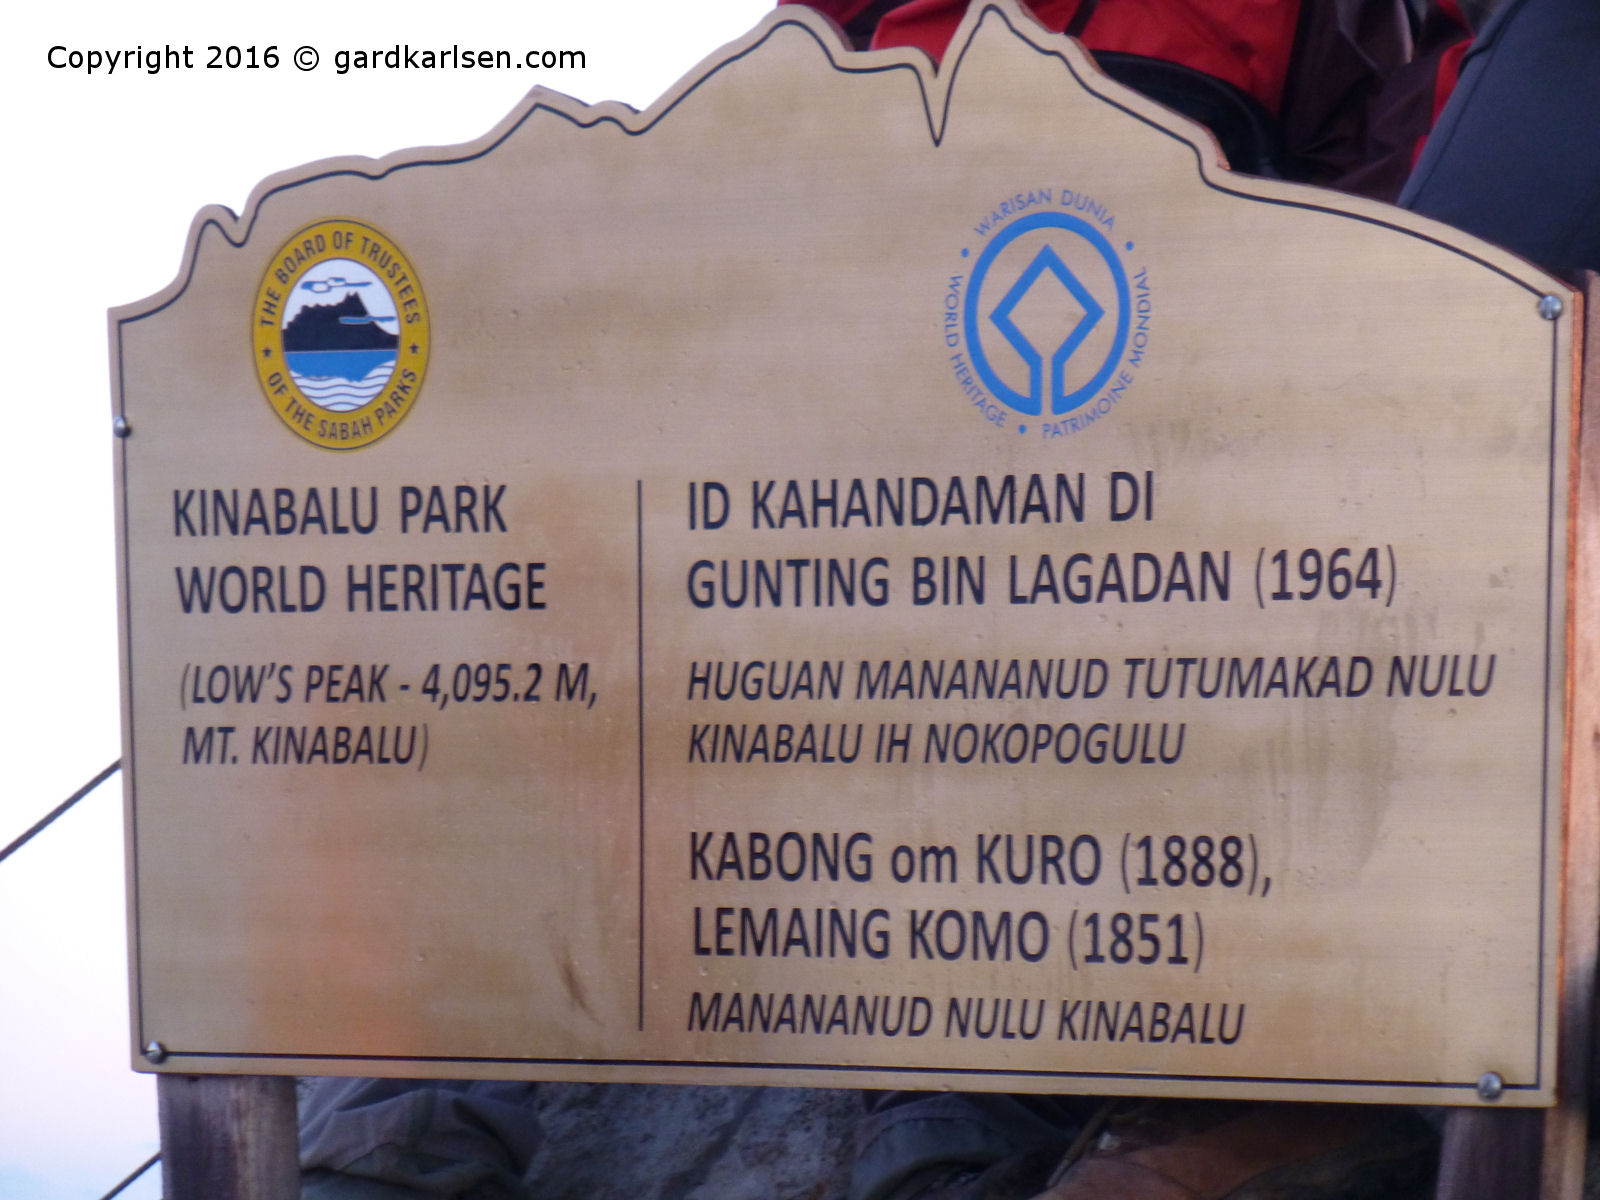 Copyright 2016 © gardkarlsen.com
THE BOARD OF TRUSTEES
OF THE SABAH PARKS
WARISAN DUNIA
WORLD HERITAGE
PATRIMOINE MONDIAL
KINABALU PARK
WORLD HERITAGE
(LOW'S PEAK - 4,095.2 M,
MT. KINABALU)
ID KAHANDAMAN DI
GUNTING BIN LAGADAN (1964)
HUGUAN MANANANUD TUTUMAKAD NULU
KINABALU IH NOKOPOGULU
KABONG om KURO (1888),
LEMAING KOMO (1851)
MANANANUD NULU KINABALU